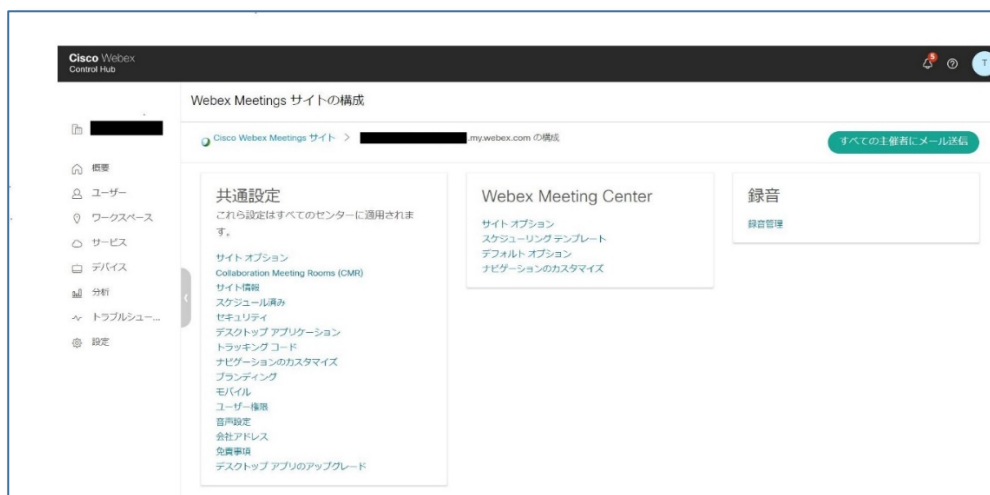 Cisco Webex
Control Hub
5
T
Webex Meetings サイトの構成
Cisco Webex Meetings サイト > .my.webex.com の構成
すべての主催者にメール送信
概要
ユーザー
ワークスペース
サービス
デバイス
分析
トラブルシュー...
設定
共通設定
これら設定はすべてのセンターに適用されま
す。
サイト オプション
Collaboration Meeting Rooms (CMR)
サイト情報
スケジュール済み
セキュリティ
デスクトップ アプリケーション
トラッキング コード
ナビゲーションのカスタマイズ
ブランディング
モバイル
ユーザー権限
音声設定
会社アドレス
免責事項
デスクトップ アプリのアップグレード
Webex Meeting Center
サイト オプション
スケジューリング テンプレート
デフォルト オプション
ナビゲーションのカスタマイズ
録音
録音管理